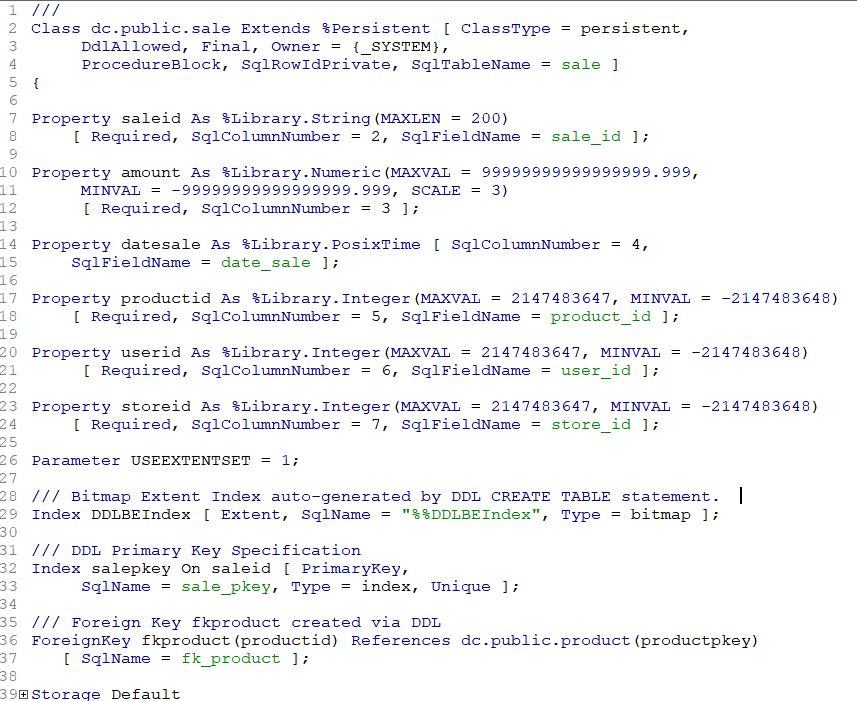 1 ///
2 Class dc.public.sale Extends %Persistent [ ClassType = persistent,
3 DdlAllowed, Final, Owner = {_SYSTEM},
4 ProcedureBlock, SqlRowIdPrivate, SqlTableName = sale ]
5 {
6
7 Property saleid As %Library.String(MAXLEN = 200)
8 [ Required, SqlColumnNumber = 2, SqlFieldName = sale_id ];
9
10 Property amount As %Library.Numeric(MAXVAL = 99999999999999999.999,
11 MINVAL = -99999999999999999.999, SCALE = 3)
12 [ Required, SqlColumnNumber = 3 ];
13
14 Property datesale As %Library.PosixTime [ SqlColumnNumber = 4,
15 SqlFieldName = date_sale ];
16
17 Property productid As %Library.Integer(MAXVAL = 2147483647, MINVAL = -2147483648)
18 [ Required, SqlColumnNumber = 5, SqlFieldName = product_id ];
19
20 Property userid As %Library.Integer(MAXVAL = 2147483647, MINVAL = -2147483648)
21 [ Required, SqlColumnNumber = 6, SqlFieldName = user_id ];
22
23 Property storeid As %Library.Integer(MAXVAL = 2147483647, MINVAL = -2147483648)
24 [ Required, SqlColumnNumber = 7, SqlFieldName = store_id ];
25
26 Parameter USEEXTENTSET = 1;
27
28 /// Bitmap Extent Index auto-generated by DDL CREATE TABLE statement.
29 Index DDLBEIndex [ Extent, SqlName = "%%DDLBEIndex", Type = bitmap ];
30
31 /// DDL Primary Key Specification
32 Index salepkey On saleid [ PrimaryKey,
33 SqlName = sale_pkey, Type = index, Unique ];
34
35 /// Foreign Key fkproduct created via DDL
36 ForeignKey fkproduct(productid) References dc.public.product(productpkey)
37 [ SqlName = fk_product ];
38
39 Storage Default